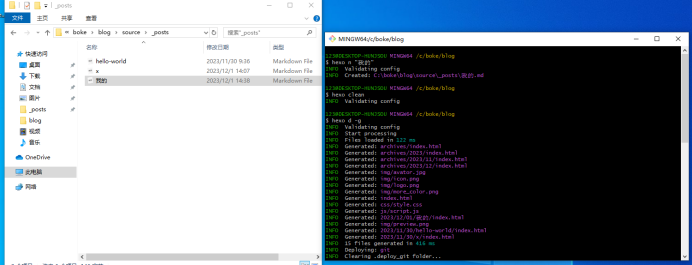 _posts
文件
主页
共享
查看
boke > blog > source > _posts
搜索"_posts"
名称
修改日期
类型
快速访问
桌面
下载
文档
图片
_posts
blog
视频
音乐
OneDrive
此电脑
网络
hello-world 2023/11/30 9:36 Markdown File
x 2023/12/1 14:07 Markdown File
我的 2023/12/1 14:38 Markdown File
MINGW64:/c/boke/blog
MINGW64 /c/boke/blog
$ hexo n "我的"
INFO Validating config
INFO Created: C:\boke\blog\source\_posts\我的.md
MINGW64 /c/boke/blog
$ hexo clean
INFO Validating config
MINGW64 /c/boke/blog
$ hexo d -g
INFO Validating config
INFO Start processing
INFO Files loaded in 122 ms
INFO Generated: archives/index.html
INFO Generated: archives/2023/index.html
INFO Generated: archives/2023/11/index.html
INFO Generated: archives/2023/12/index.html
INFO Generated: img/avatar.jpg
INFO Generated: img/icon.png
INFO Generated: img/logo.png
INFO Generated: img/more_color.png
INFO Generated: index.html
INFO Generated: css/style.css
INFO Generated: js/script.js
INFO Generated: 2023/12/01/我的/index.html
INFO Generated: img/preview.png
INFO Generated: 2023/11/30/hello-world/index.html
INFO Generated: 2023/11/30/x/index.html
INFO 15 files generated in 416 ms
INFO Deploying: git
INFO Clearing .deploy_git folder...